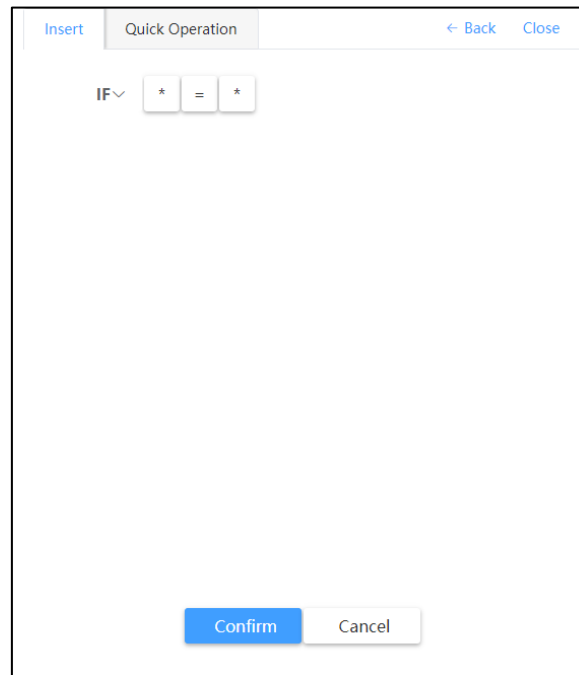 Insert Quick Operation ← Back Close
IF * = *
Confirm Cancel